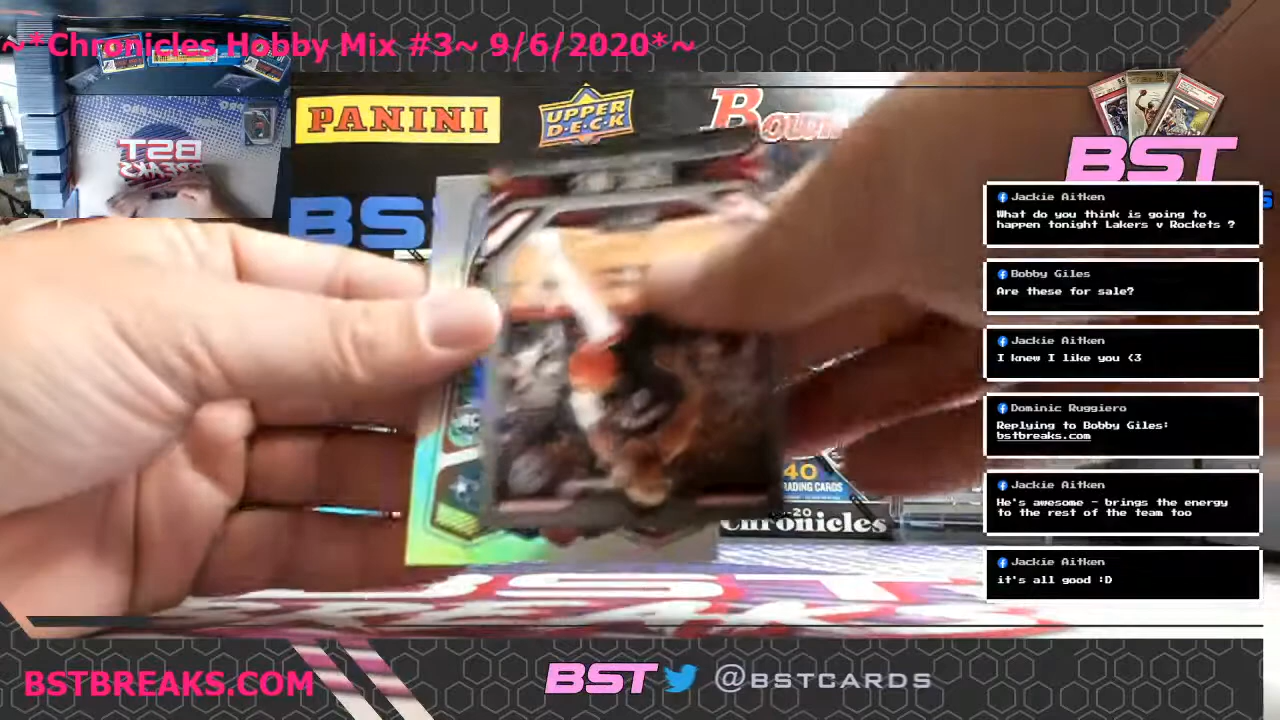 ~*Chronicles Hobby Mix #3~ 9/6/2020*~
PANINI
UPPER
D.E.C.K
BST
BST
Jackie Aitken
What do you think is going to
happen tonight Lakers v Rockets ?
Bobby Giles
Are these for sale?
Jackie Aitken
I knew I like you <3
Dominic Ruggiero
Replying to Bobby Giles:
bstbreaks.com
Jackie Aitken
He's awesome - brings the energy
to the rest of the team too
Jackie Aitken
it's all good :D
40
Chronicles
BREAKS
BSTBREAKS.COM
BST @BSTCARDS